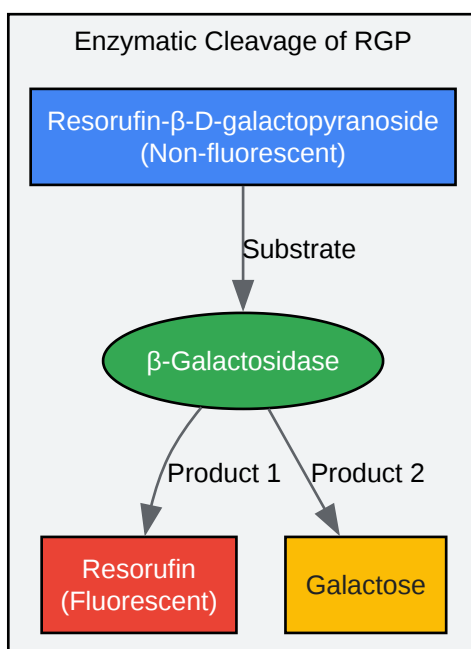 Enzymatic Cleavage of RGP
Resorufin-β-D-galactopyranoside
(Non-fluorescent)
Substrate
β-Galactosidase
Product 1
Product 2
Resorufin
(Fluorescent)
Galactose